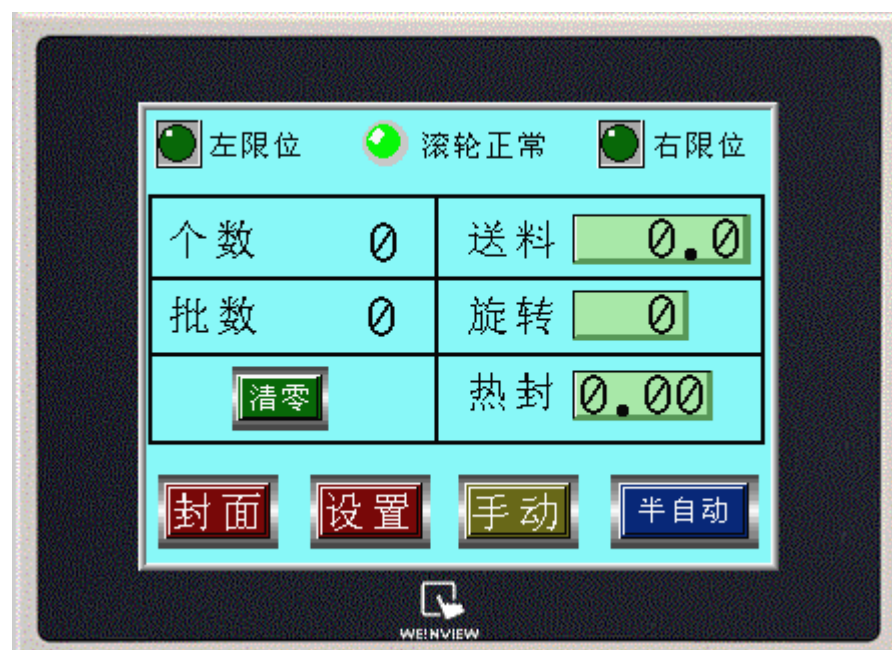 左限位 滚轮正常 右限位
个数 0 送料 0.0
批数 0 旋转 0
清零 热封 0.00
封面 设置 手动 半自动
WEINVIEW